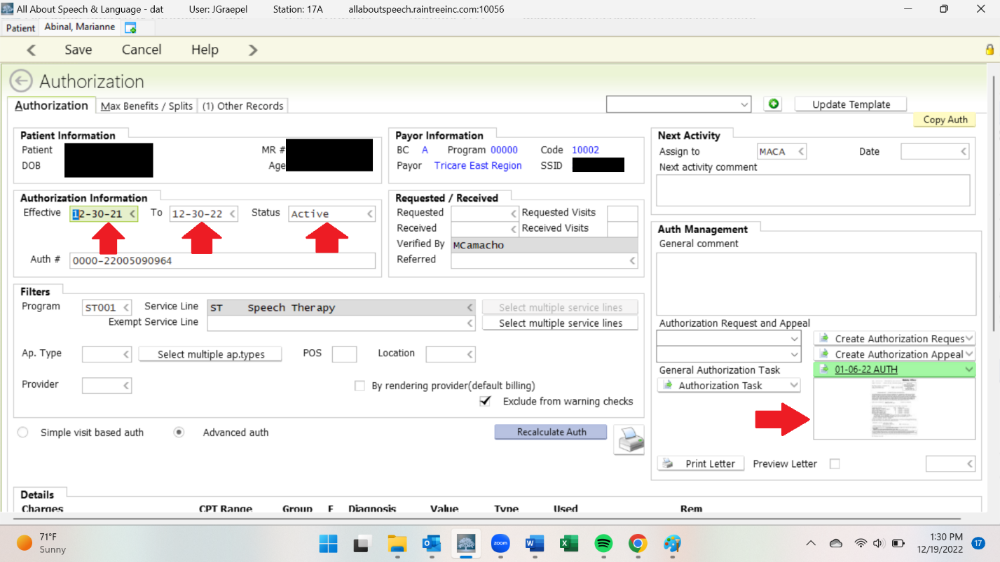 All About Speech & Language - dat User: JGraepel Station: 17A allaboutspeech.raintreeinc.com:10056
Patient Abinal, Marianne
Save Cancel Help
Authorization
Authorization Max Benefits / Splits (1) Other Records Update Template
Copy Auth
Patient Information
Patient MR #
DOB Age
Payor Information
BC A Program 00000 Code 10002
Payor Tricare East Region SSID
Next Activity
Assign to MACA Date
Next activity comment
Authorization Information
Effective 12-30-21 To 12-30-22 Status Active
Auth # 0000-22005090964
Requested / Received
Requested Requested Visits
Received Received Visits
Verified By MCamacho
Referred
Auth Management
General comment
Filters
Program ST001 Service Line ST Speech Therapy Select multiple service lines
Exempt Service Line Select multiple service lines
Ap. Type Select multiple ap.types POS Location
Provider By rendering provider(default billing)
Exclude from warning checks
Authorization Request and Appeal
Create Authorization Reques
Create Authorization Appeal
General Authorization Task 01-06-22 AUTH
Authorization Task
Simple visit based auth Advanced auth Recalculate Auth
Print Letter Preview Letter
Details
Charges CPT Range Group F Diagnosis Value Type Used Rem
71°F
Sunny
zoom
1:30 PM
12/19/2022 17